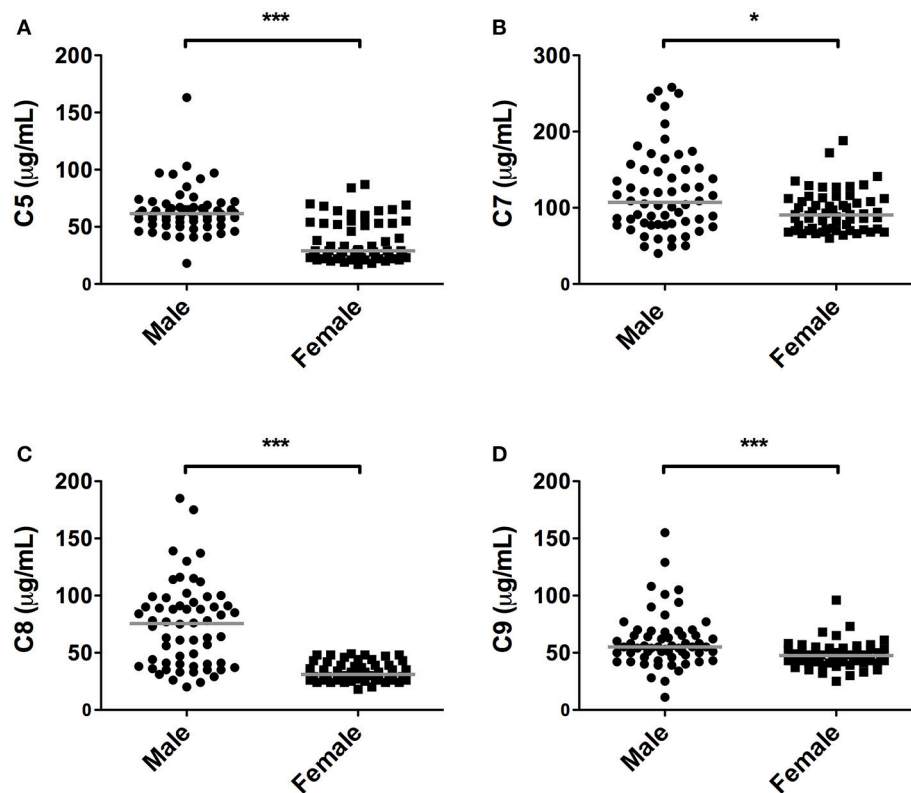 A
***
200
150
100
50
0
C5 (μg/mL)
Male
Female
B
*
300
200
100
0
C7 (μg/mL)
Male
Female
C
***
200
150
100
50
0
C8 (μg/mL)
Male
Female
D
***
200
150
100
50
0
C9 (μg/mL)
Male
Female